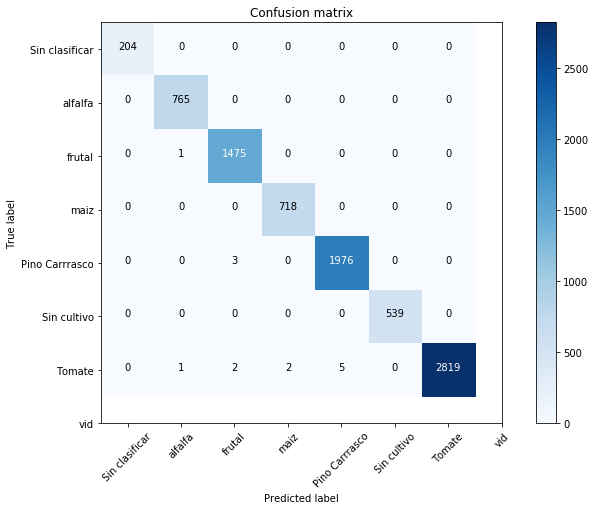 Confusion matrix
Sin clasificar 204 0 0 0 0 0 0
alfalfa 0 765 0 0 0 0 0
frutal 0 1 1475 0 0 0 0
maiz 0 0 0 718 0 0 0
Pino Carrrasco 0 0 3 0 1976 0 0
Sin cultivo 0 0 0 0 0 539 0
Tomate 0 1 2 2 5 0 2819
vid
True label
Sin clasificar
alfalfa
frutal
maiz
Pino Carrrasco
Sin cultivo
Tomate
vid
Predicted label
2500
2000
1500
1000
500
0